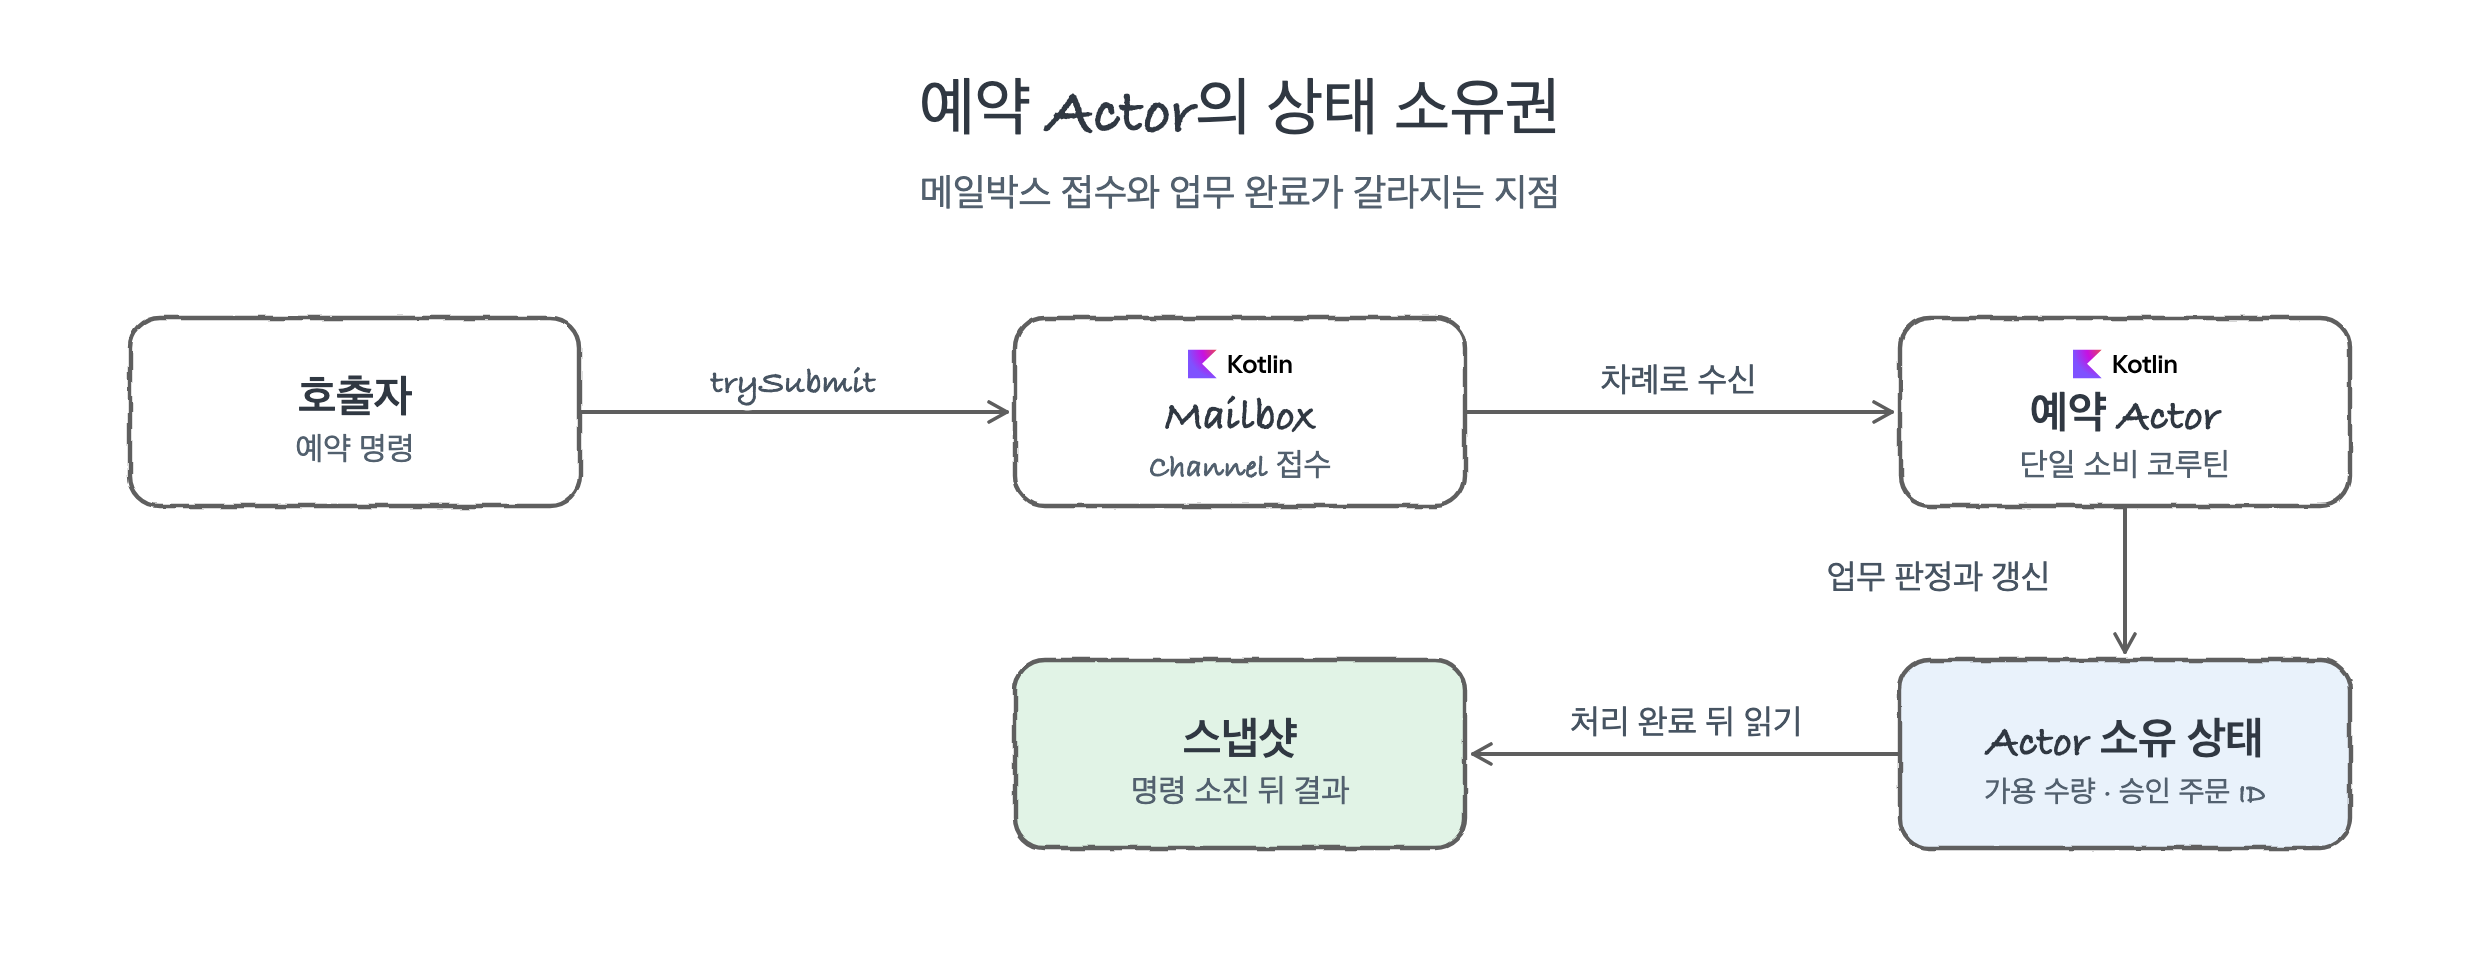 예약 Actor의 상태 소유권
메일박스 접수와 업무 완료가 갈라지는 지점
호출자
예약 명령
trySubmit
Kotlin
Mailbox
Channel 접수
차례로 수신
Kotlin
예약 Actor
단일 소비 코루틴
업무 판정과 갱신
스냅샷
명령 소진 뒤 결과
처리 완료 뒤 읽기
Actor 소유 상태
가용 수량 · 승인 주문 ID